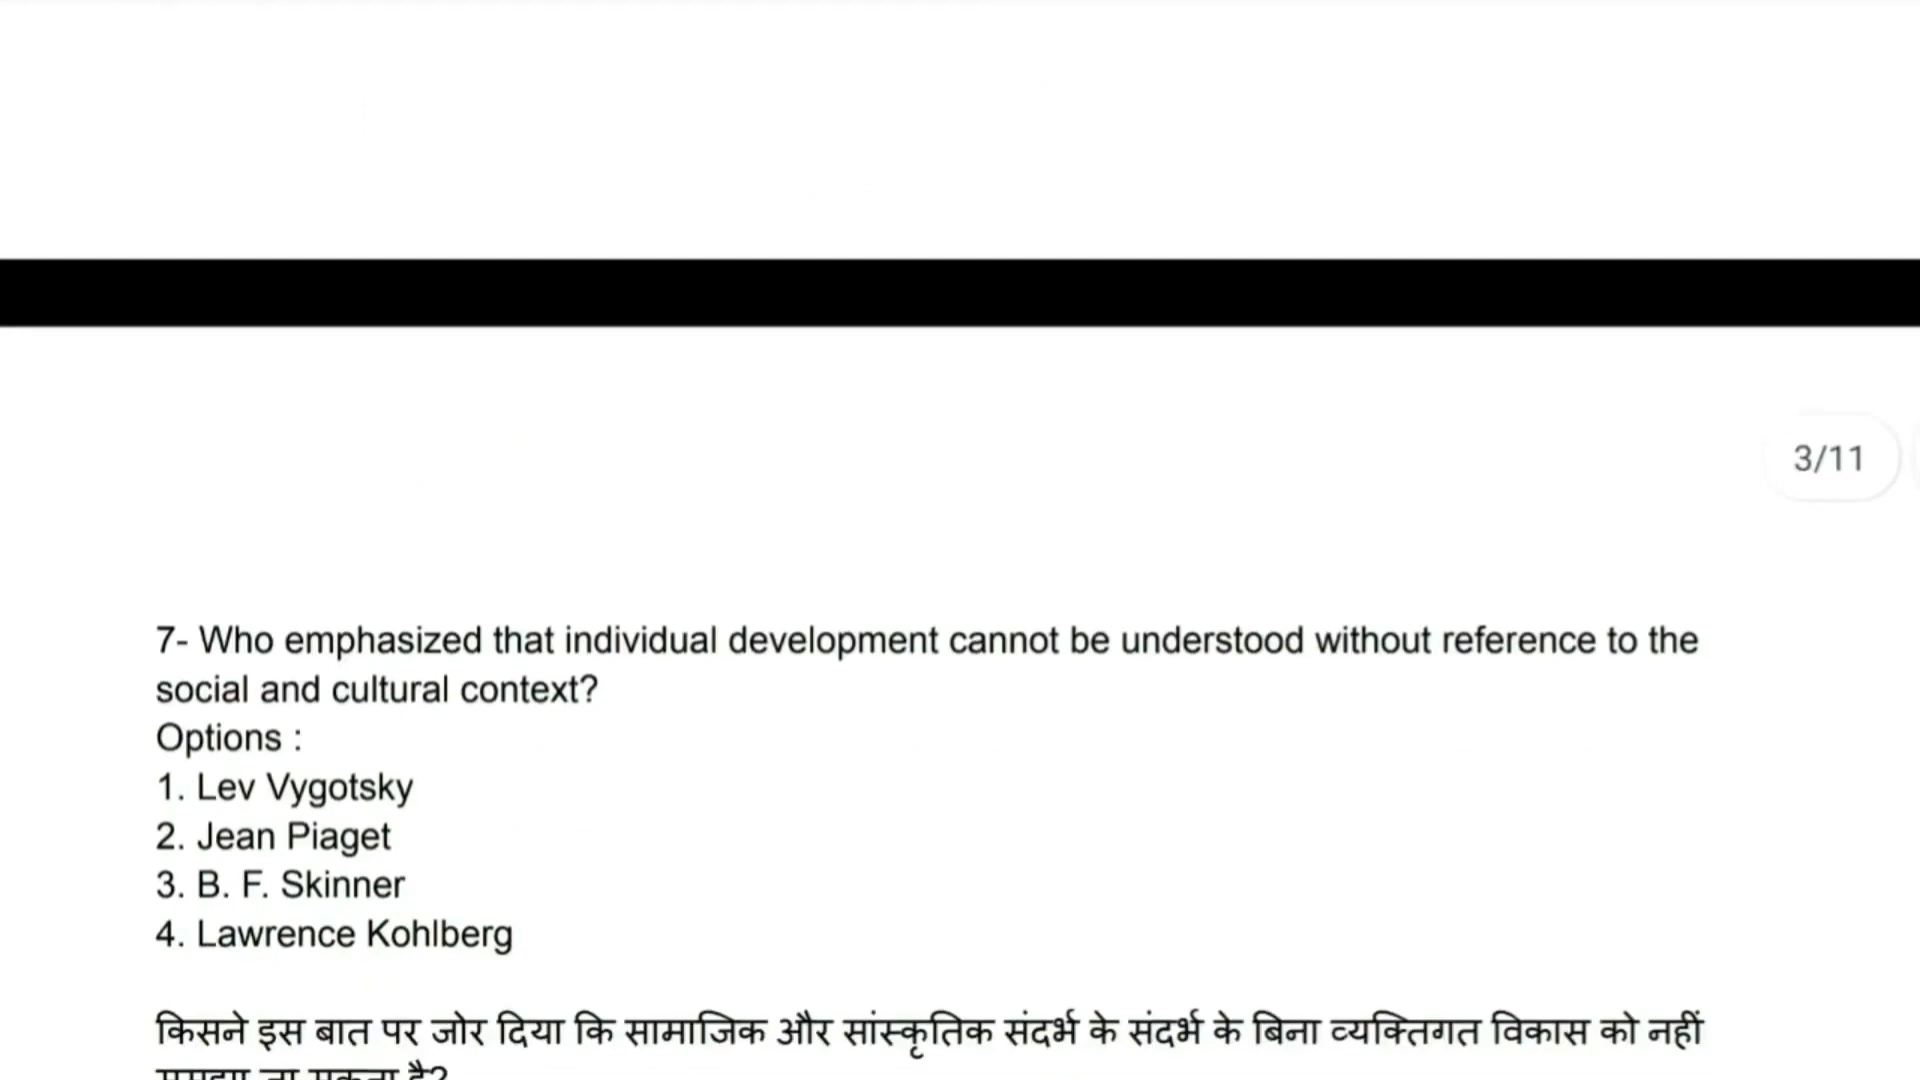 3/11
7- Who emphasized that individual development cannot be understood without reference to the
social and cultural context?
Options :
1. Lev Vygotsky
2. Jean Piaget
3. B. F. Skinner
4. Lawrence Kohlberg
किसने इस बात पर जोर दिया कि सामाजिक और सांस्कृतिक संदर्भ के संदर्भ के बिना व्यक्तिगत विकास को नहीं